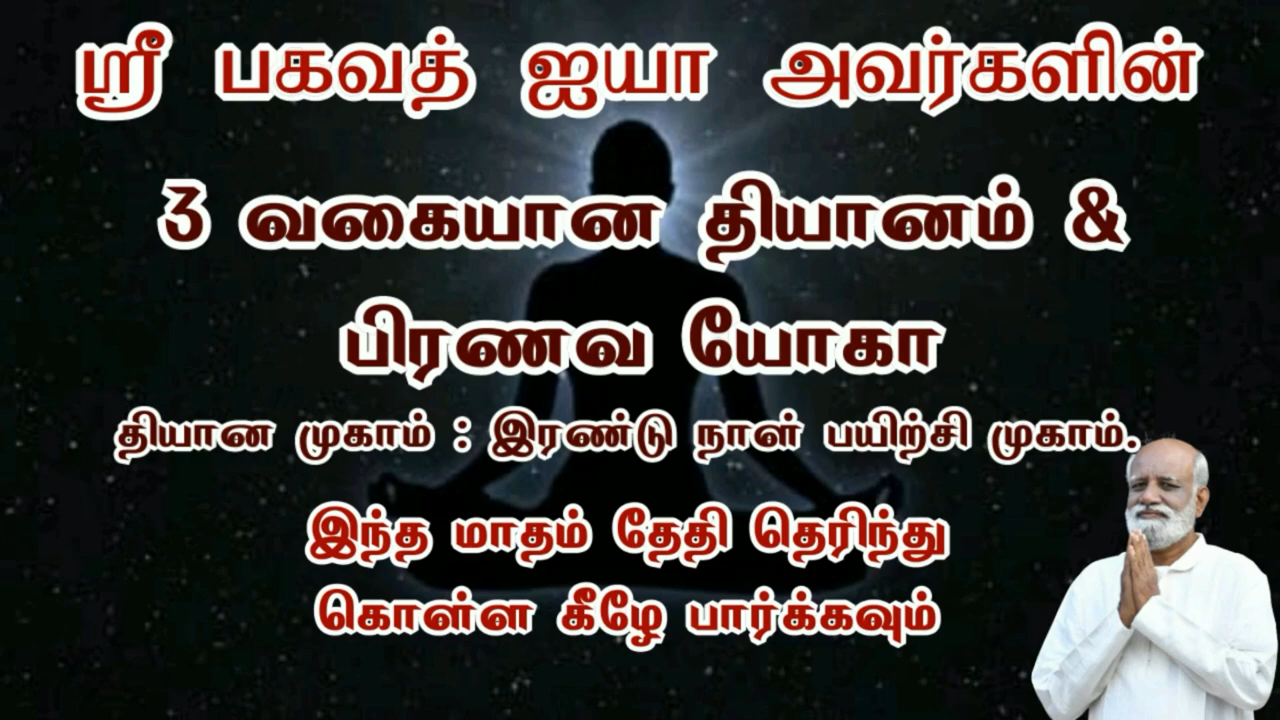 ஸ்ரீ பகவத் ஐயா அவர்களின்
3 வகையான தியானம் &
பிரணவ யோகா
தியான முகாம் : இரண்டு நாள் பயிற்சி முகாம்.
இந்த மாதம் தேதி தெரிந்து
கொள்ள கீழே பார்க்கவும்